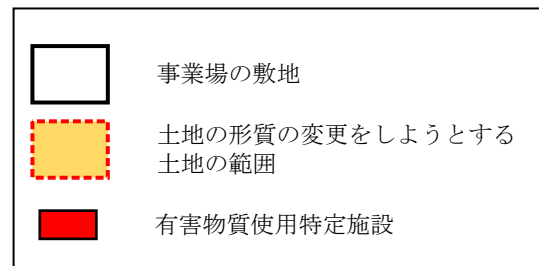 事業場の敷地
土地の形質の変更をしようとする
土地の範囲
有害物質使用特定施設